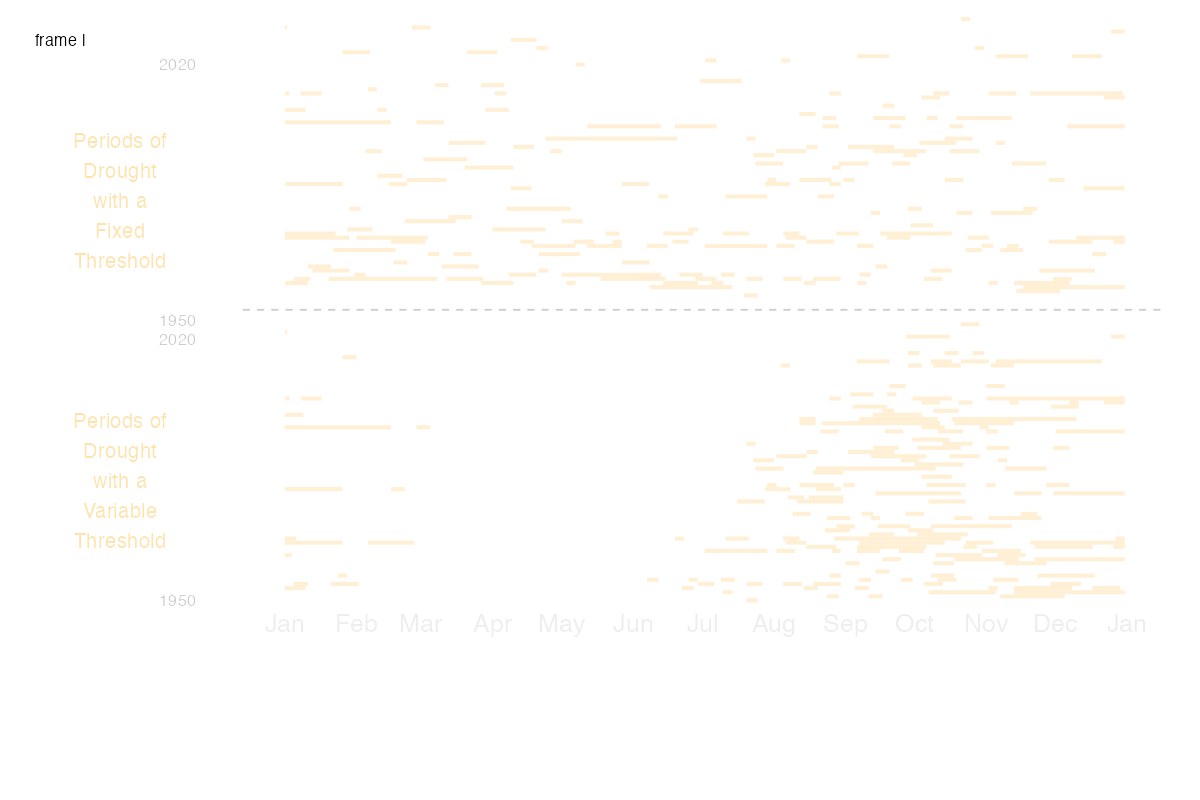 frame I
2020
Periods of
Drought
with a
Fixed
Threshold
1950
2020
Periods of
Drought
with a
Variable
Threshold
1950
Jan Feb Mar Apr May Jun Jul Aug Sep Oct Nov Dec Jan